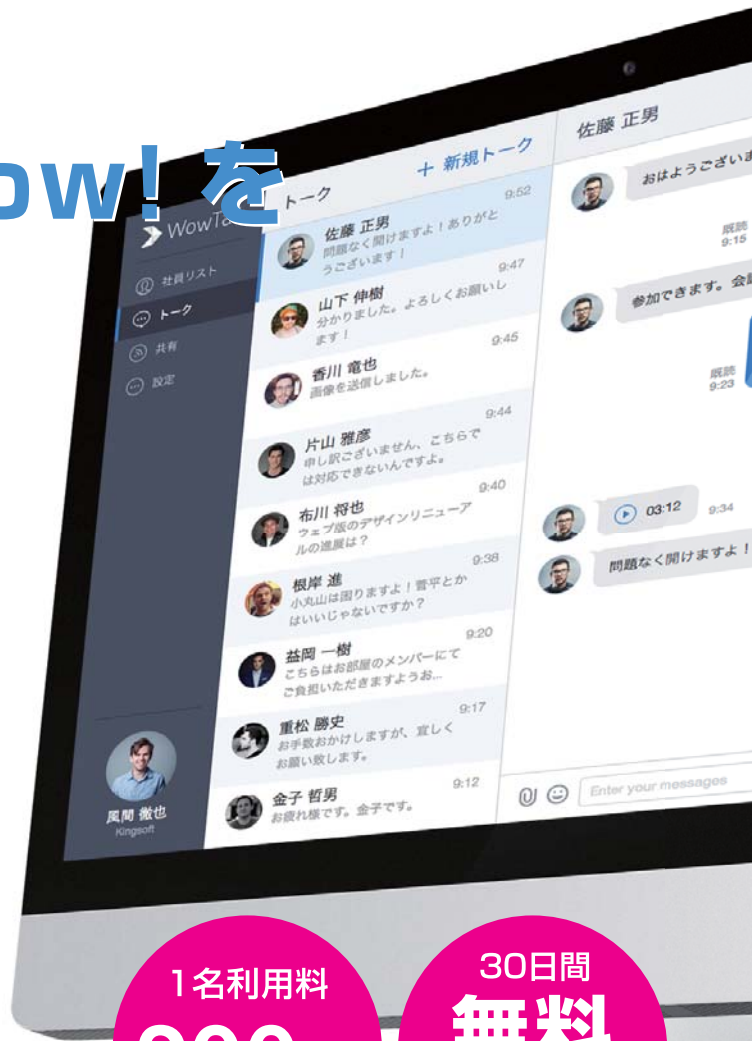 ow! を
WowTa
社員リスト
トーク
共有
設定
風間 徹也
Kingsoft
トーク
+ 新規トーク
佐藤 正男
9:52
問題なく開けますよ!ありがと
うございます!
山下 伸樹
9:47
分かりました。よろしくお願いし
ます!
香川 竜也
9:45
画像を送信しました。
片山 雅彦
9:44
申し訳ございません、こちらで
は対応できないんですよ。
布川 将也
9:40
ウェブ版のデザインリニューア
ルの進展は?
根岸 進
9:38
小丸山は困りますよ!菅平とか
はいいじゃないですか?
益岡 一樹
9:20
こちらはお部屋のメンバーにて
ご負担いただきますようお...
重松 勝史
9:17
お手数おかけしますが、宜しく
お願い致します。
金子 哲男
9:12
お疲れ様です。金子です。
佐藤 正男
おはようござい
既読
9:15
参加できます。会
既読
9:23
03:12
9:34
問題なく開けますよ!
Enter your messages
1名利用料
30日間
無料